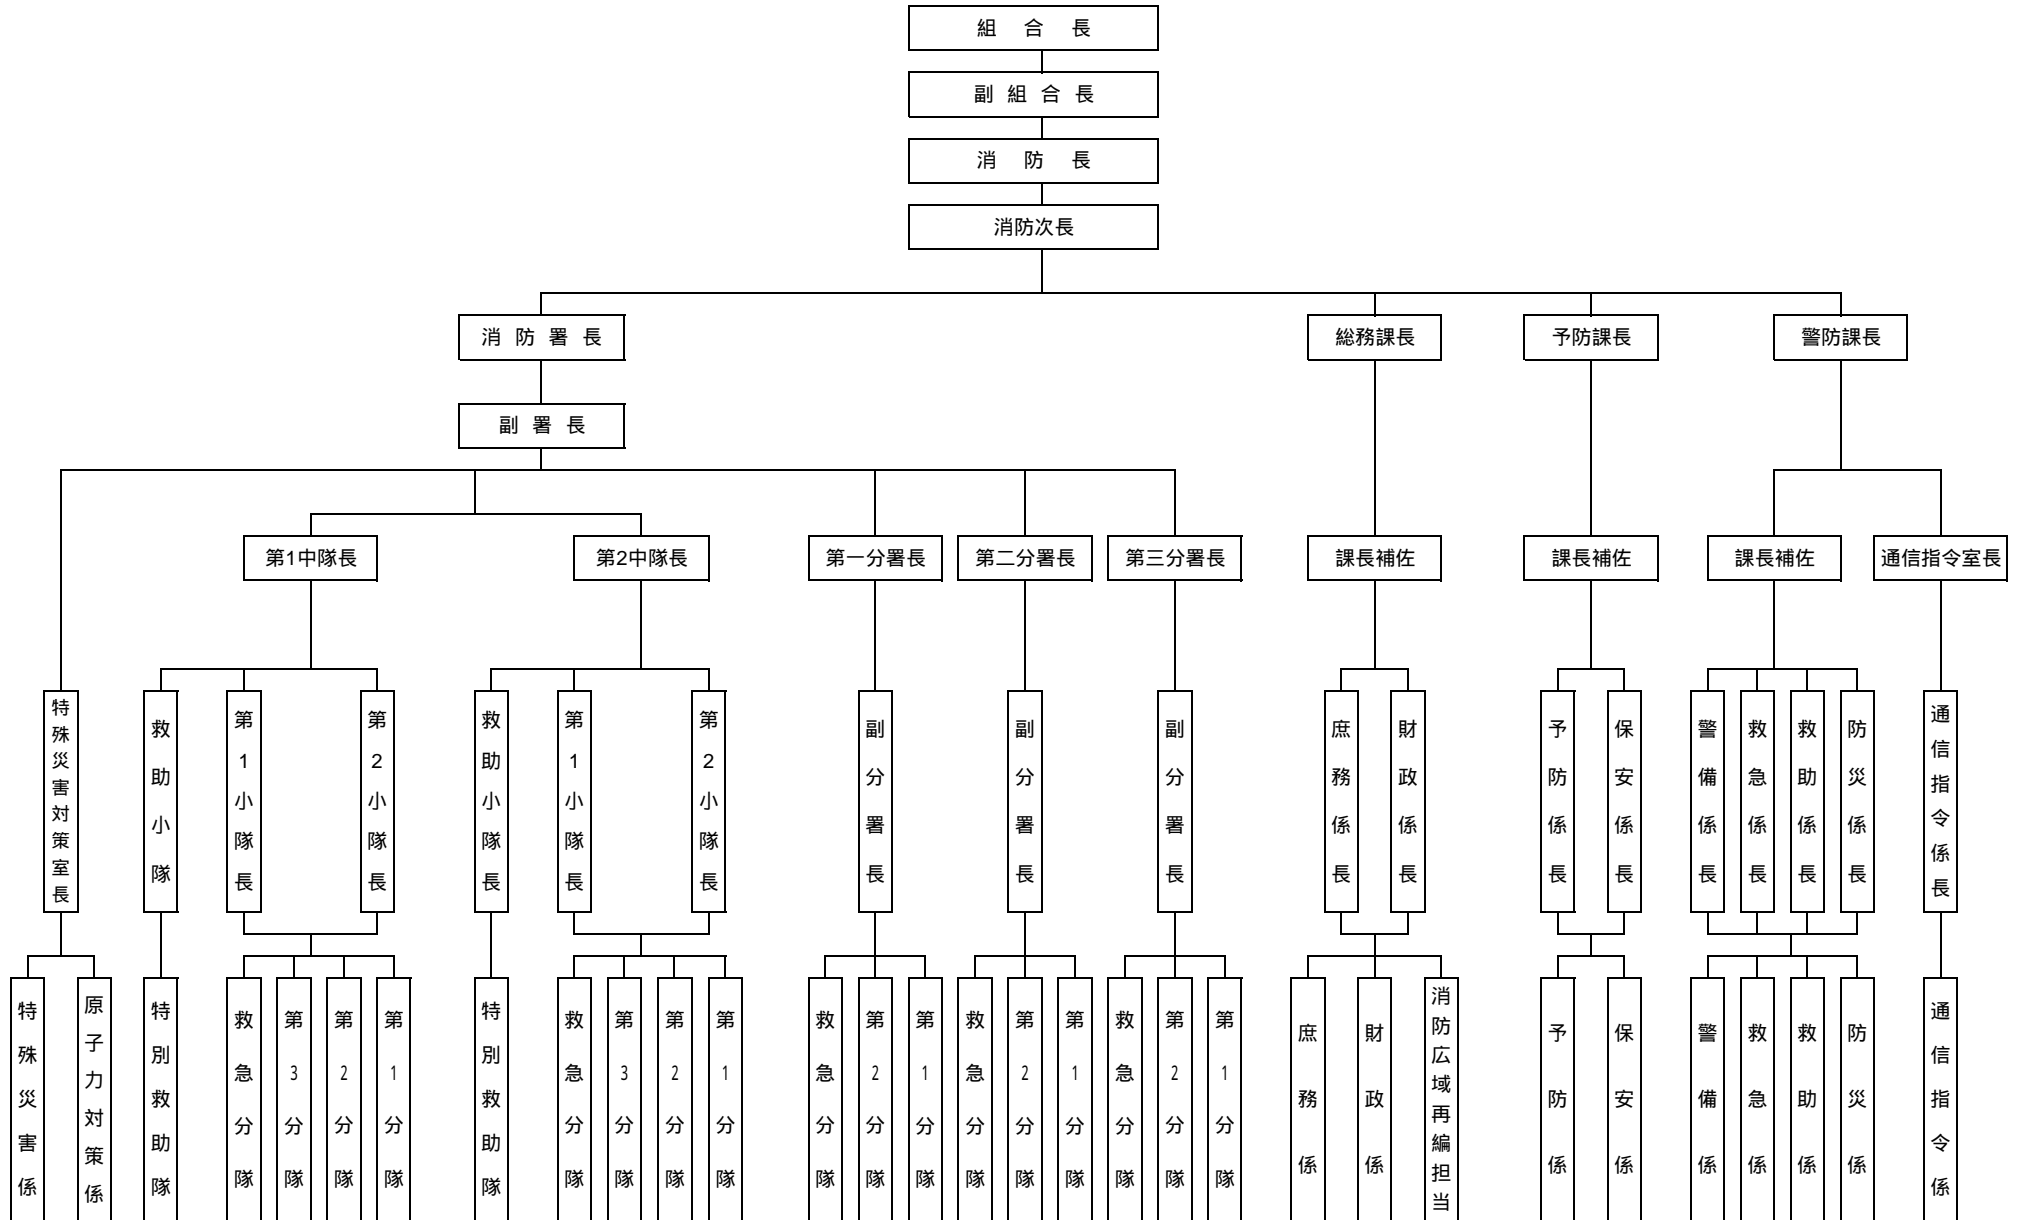 組合長
副組合長
消防長
消防次長
消防署長
総務課長
予防課長
警防課長
副署長
第1中隊長
第2中隊長
第一分署長
第二分署長
第三分署長
課長補佐
課長補佐
課長補佐
通信指令室長
特殊災害対策室長
救助小隊
第1小隊長
第2小隊長
救助小隊長
第1小隊長
第2小隊長
副分署長
副分署長
副分署長
庶務係長
財政係長
予防係長
保安係長
警備係長
救急係長
救助係長
防災係長
通信指令係長
特殊災害係
原子力対策係
特別救助隊
救急分隊
第3分隊
第2分隊
第1分隊
特別救助隊
救急分隊
第3分隊
第2分隊
第1分隊
救急分隊
第2分隊
第1分隊
救急分隊
第2分隊
第1分隊
救急分隊
第2分隊
第1分隊
庶務係
財政係
消防広域再編担当
予防係
保安係
警備係
救急係
救助係
防災係
通信指令係